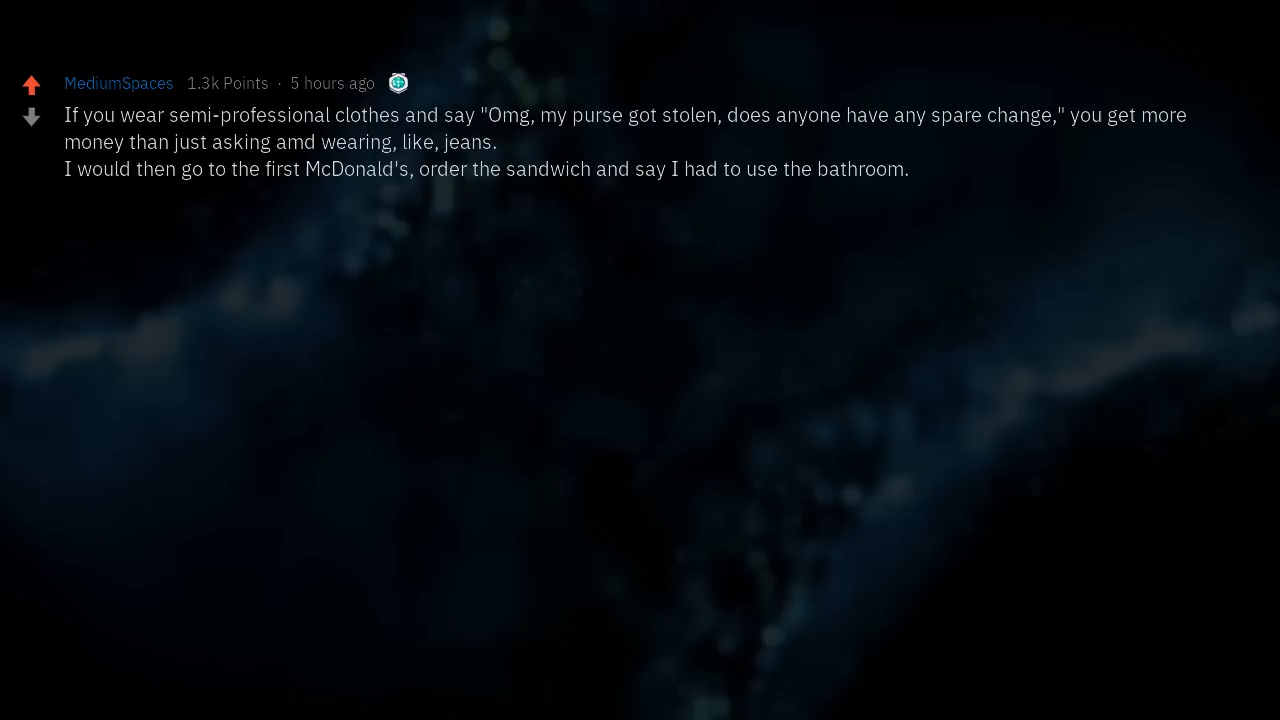 MediumSpaces 1.3k Points · 5 hours ago
If you wear semi-professional clothes and say "Omg, my purse got stolen, does anyone have any spare change," you get more
money than just asking amd wearing, like, jeans.
I would then go to the first McDonald's, order the sandwich and say I had to use the bathroom.